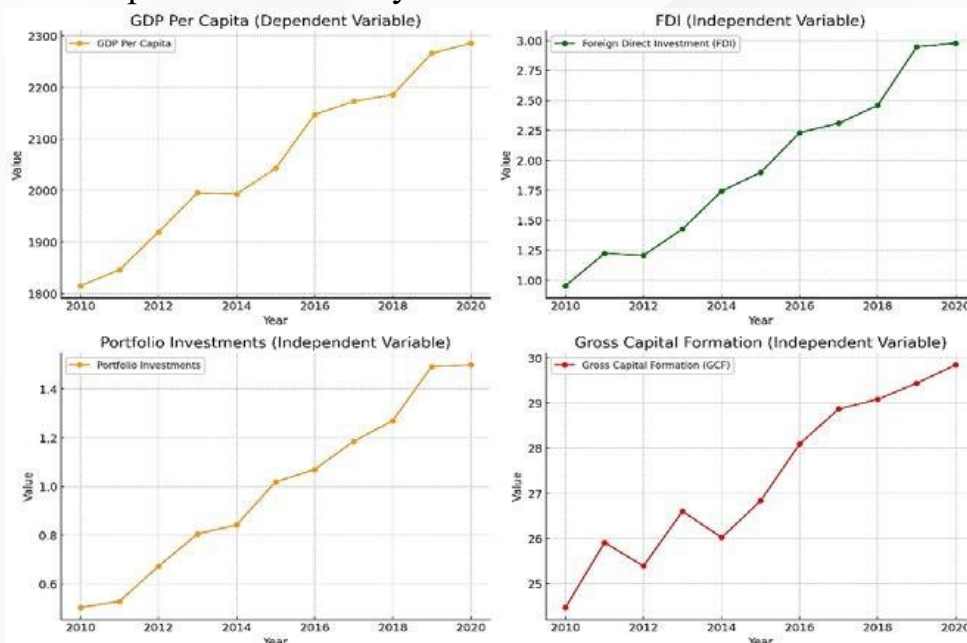 GDP Per Capita (Dependent Variable)
GDP Per Capita
2300
2200
2100
2000
1900
1800
Value
2010 2012 2014 2016 2018 2020
Year
FDI (Independent Variable)
Foreign Direct Investment (FDI)
3.00
2.75
2.50
2.25
2.00
1.75
1.50
1.25
1.00
Value
2010 2012 2014 2016 2018 2020
Year
Portfolio Investments (Independent Variable)
Portfolio Investments
1.4
1.2
1.0
0.8
0.6
Value
2010 2012 2014 2016 2018 2020
Year
Gross Capital Formation (Independent Variable)
Gross Capital Formation (GCF)
30
29
28
27
26
25
Value
2010 2012 2014 2016 2018 2020
Year